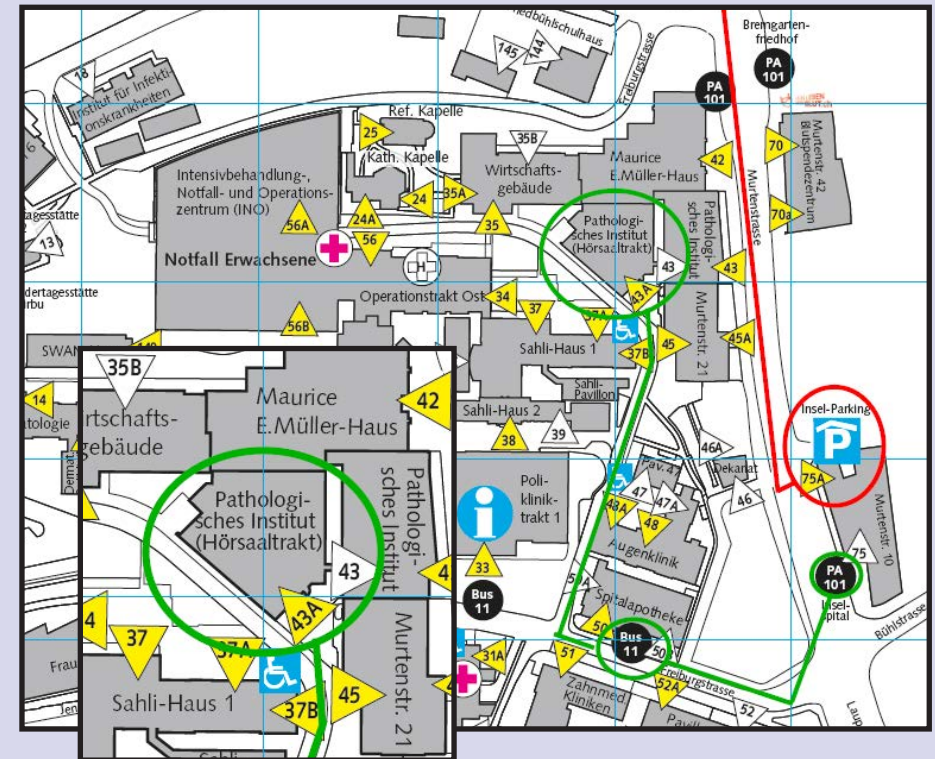 18
Institut für Infekti-
onskrankheiten
145
144
Freiburgstrasse
Bremgarten-
friedhof
PA
101
PA
101
Ref. Kapelle
25
Kath. Kapelle
35B
Wirtschafts-
gebäude
Maurice
E.Müller-Haus
42
70
Murtenstr. 42
Blutspendezentrum
70a
Murtenstrasse
Intensivbehandlung-,
Notfall- und Operations-
zentrum (INO)
56A
24A
24
35A
35
56
Notfall Erwachsene
H
Pathologi-
sches Institut
(Hörsaaltrakt)
43
43A
Pathologi-
sches Institut
43
13
Operationstrakt Ost
34
37
37A
37B
45
Murtenstr. 21
45A
56B
Sahli-Haus 1
Sahli-
Pavillon
14
Sahli-Haus 2
38
39
Insel-Parking
P
75A
46A
Dekanat
46
Pav. 47
47
47A
48A
48
Augenklinik
Murtenstr. 10
75
i
Poli-
klinik-
trakt 1
33
Bus
11
PA
101
Insel-
spital
Bühlstrasse
Spitalapotheke
50
Bus
11
50
51
Freiburgstrasse
52A
52
31A
Zahnmed.
Kliniken
35B
rtschafts-
gebäude
Maurice
E.Müller-Haus
42
Pathologi-
sches Institut
(Hörsaaltrakt)
43
43A
Pathologi-
sches Institut
4
4
37
37A
37B
45
Murtenstr. 21
Sahli-Haus 1
Frau